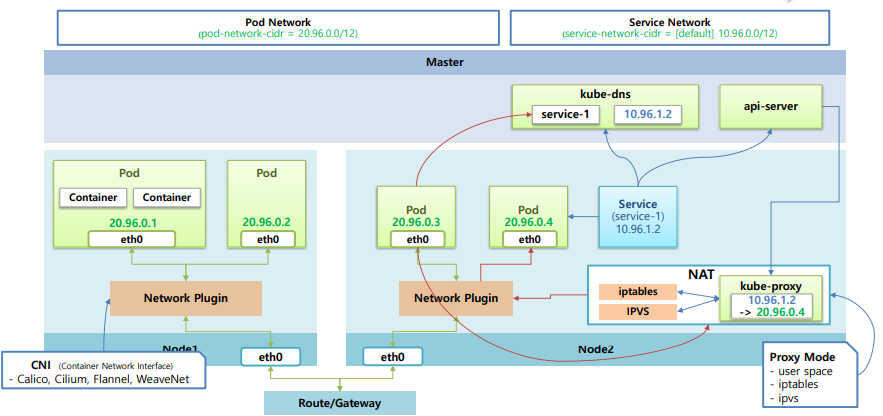 Pod Network
(pod-network-cidr = 20.96.0.0/12)
Service Network
(service-network-cidr = [default] 10.96.0.0/12)
Master
kube-dns
service-1
10.96.1.2
api-server
Pod
Container
Container
20.96.0.1
eth0
Pod
20.96.0.2
eth0
Pod
20.96.0.3
eth0
Pod
20.96.0.4
eth0
Service
(service-1)
10.96.1.2
Network Plugin
Network Plugin
NAT
iptables
IPVS
kube-proxy
10.96.1.2
-> 20.96.0.4
Node1
eth0
eth0
Node2
CNI (Container Network Interface)
- Calico, Cilium, Flannel, WeaveNet
Route/Gateway
Proxy Mode
- user space
- iptables
- ipvs